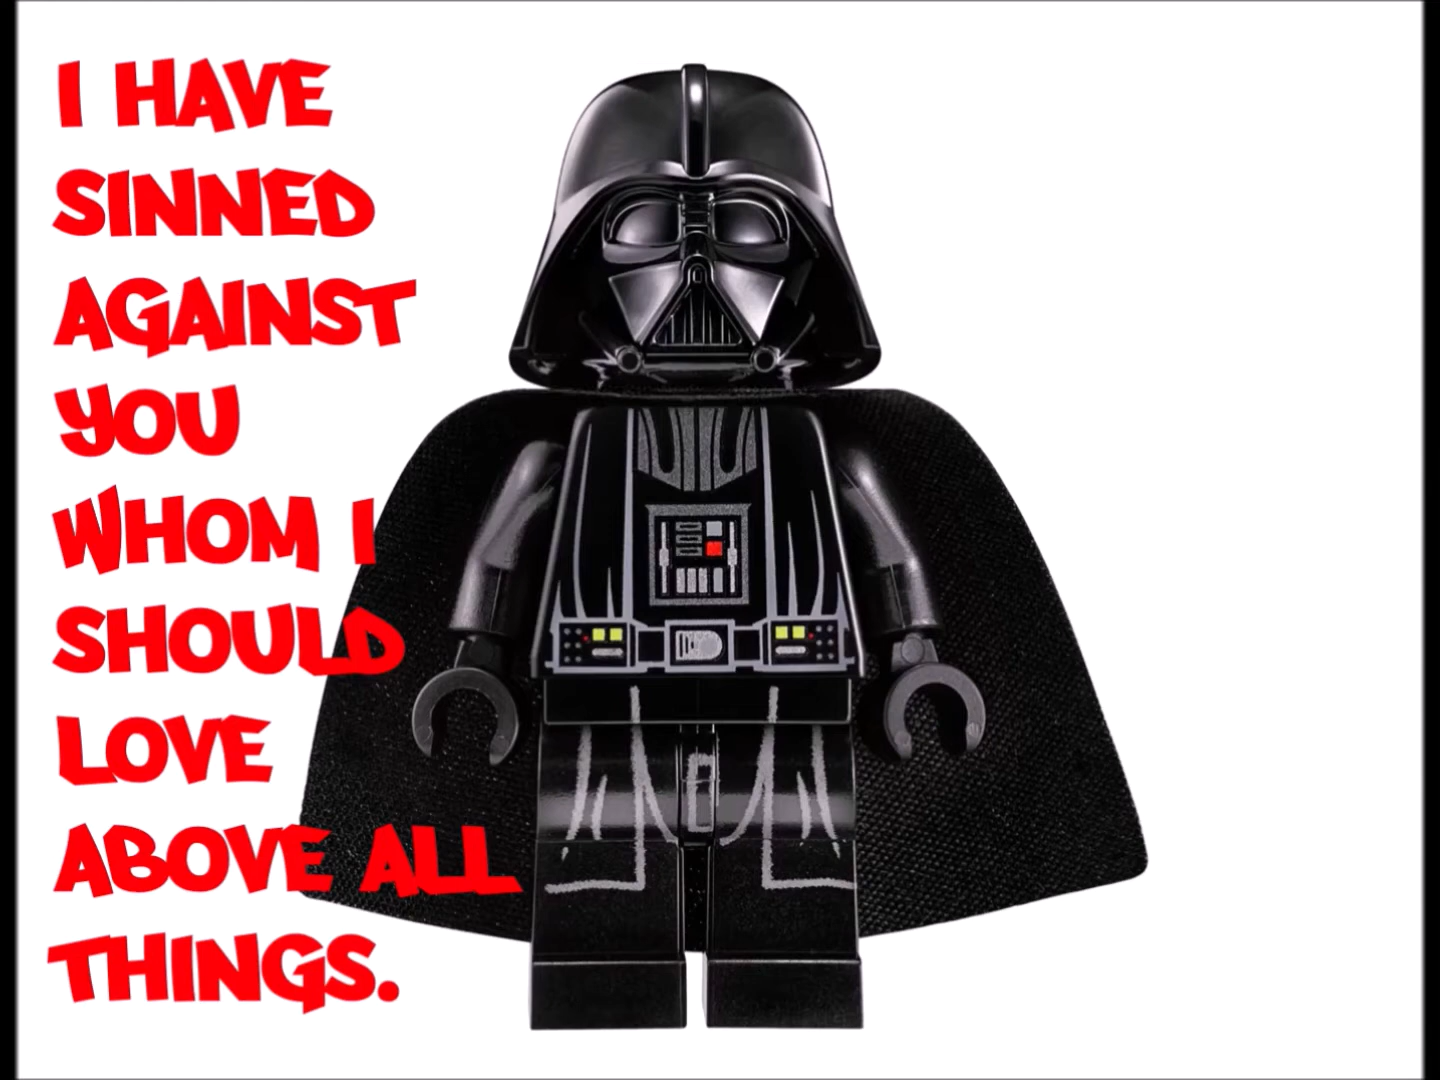 I HAVE
SINNED
AGAINST
YOU
WHOM I
SHOULD
LOVE
ABOVE ALL
THINGS.